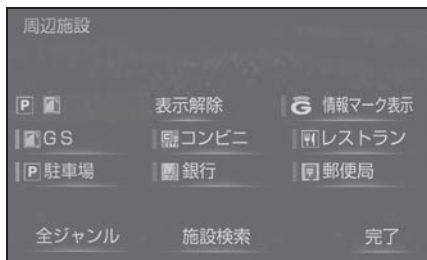 周辺施設
P 表示解除 G 情報マーク表示
GS コンビニ レストラン
P 駐車場 銀行 郵便局
全ジャンル 施設検索 完了